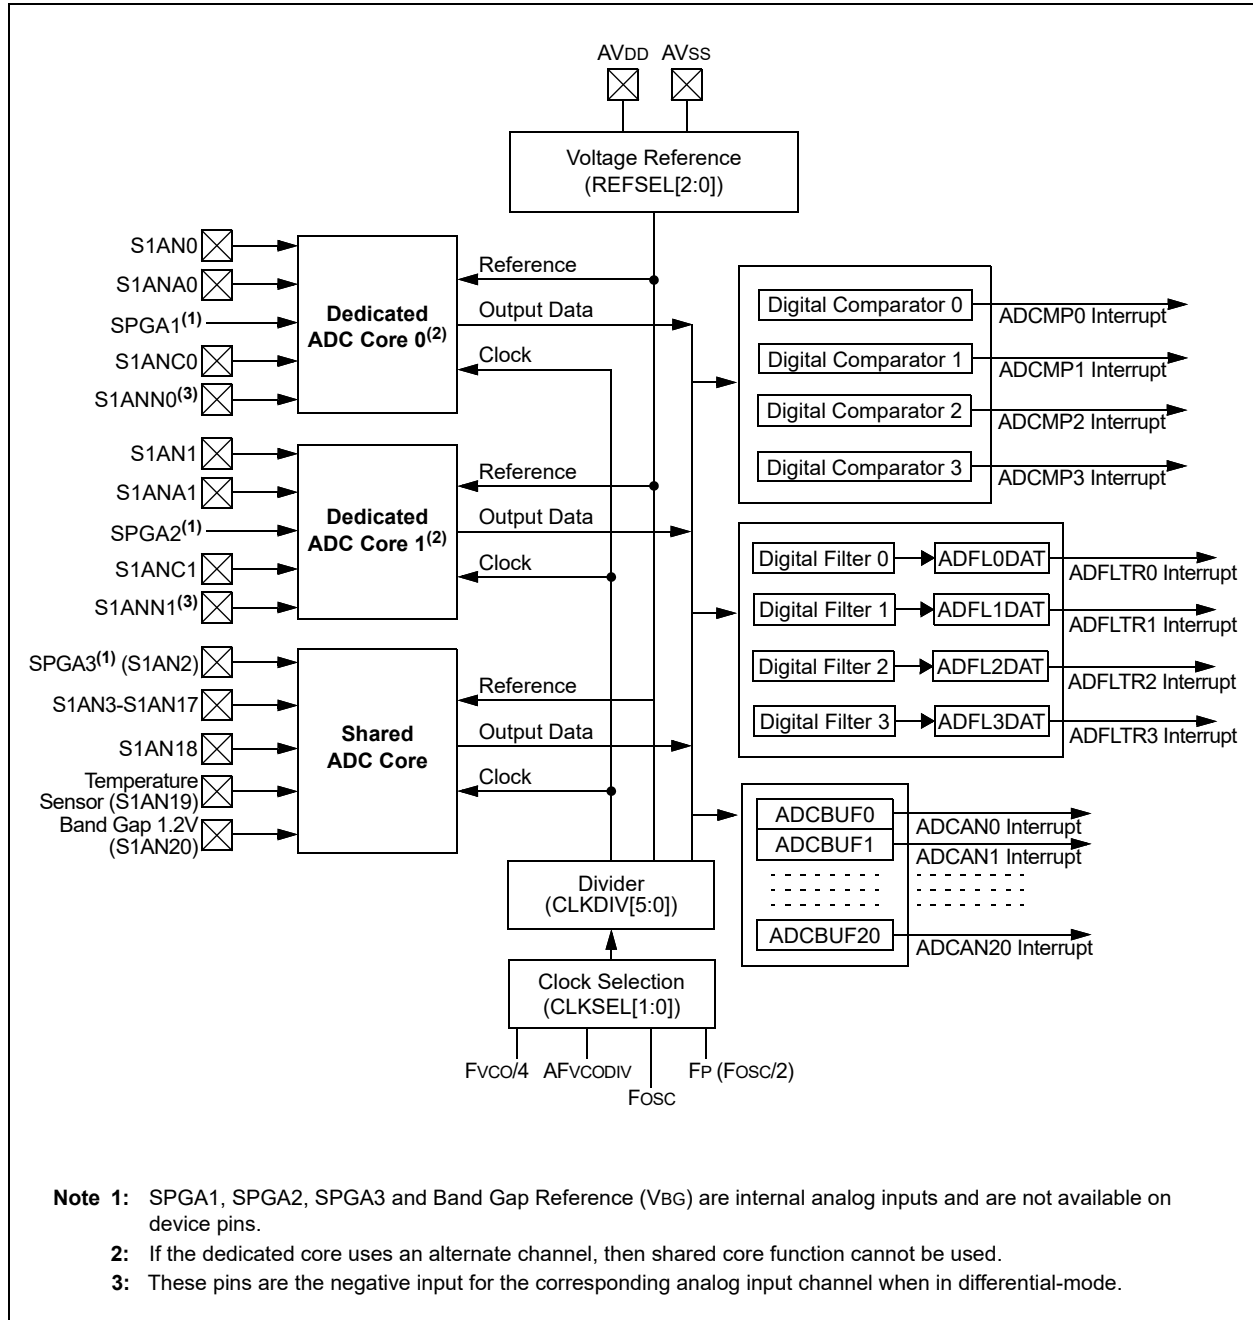 AVDD AVSS
Voltage Reference
(REFSEL[2:0])
S1AN0
S1ANA0
SPGA1(1)
S1ANC0
S1ANN0(3)
Dedicated
ADC Core 0(2)
Reference
Output Data
Clock
S1AN1
S1ANA1
SPGA2(1)
S1ANC1
S1ANN1(3)
Dedicated
ADC Core 1(2)
Reference
Output Data
Clock
SPGA3(1) (S1AN2)
S1AN3-S1AN17
S1AN18
Temperature
Sensor (S1AN19)
Band Gap 1.2V
(S1AN20)
Shared
ADC Core
Reference
Output Data
Clock
Digital Comparator 0
ADCMP0 Interrupt
Digital Comparator 1
ADCMP1 Interrupt
Digital Comparator 2
ADCMP2 Interrupt
Digital Comparator 3
ADCMP3 Interrupt
Digital Filter 0 ADFL0DAT
ADFLTR0 Interrupt
Digital Filter 1 ADFL1DAT
ADFLTR1 Interrupt
Digital Filter 2 ADFL2DAT
ADFLTR2 Interrupt
Digital Filter 3 ADFL3DAT
ADFLTR3 Interrupt
ADCBUF0
ADCAN0 Interrupt
ADCBUF1
ADCAN1 Interrupt
ADCBUF20
ADCAN20 Interrupt
Divider
(CLKDIV[5:0])
Clock Selection
(CLKSEL[1:0])
FVCO/4 AFVCODIV FP (FOSC/2)
FOSC
Note 1: SPGA1, SPGA2, SPGA3 and Band Gap Reference (VBG) are internal analog inputs and are not available on
device pins.
2: If the dedicated core uses an alternate channel, then shared core function cannot be used.
3: These pins are the negative input for the corresponding analog input channel when in differential-mode.